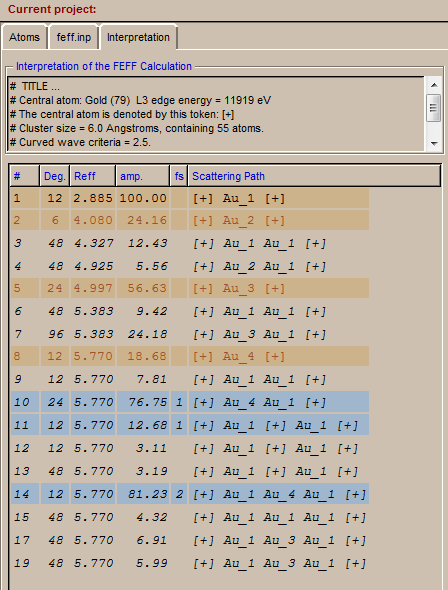 Current project:
Atoms feff.inp Interpretation
Interpretation of the FEFF Calculation
# TITLE ...
# Central atom: Gold (79) L3 edge energy = 11919 eV
# The central atom is denoted by this token: [+]
# Cluster size = 6.0 Angstroms, containing 55 atoms.
# Curved wave criteria = 2.5.
# Deg. Reff amp. fs Scattering Path
1 12 2.885 100.00 [+] Au_1 [+]
2 6 4.080 24.16 [+] Au_2 [+]
3 48 4.327 12.43 [+] Au_1 Au_1 [+]
4 48 4.925 5.56 [+] Au_2 Au_1 [+]
5 24 4.997 56.63 [+] Au_3 [+]
6 48 5.383 9.42 [+] Au_1 Au_1 [+]
7 96 5.383 24.18 [+] Au_3 Au_1 [+]
8 12 5.770 18.68 [+] Au_4 [+]
9 12 5.770 7.81 [+] Au_1 Au_1 [+]
10 24 5.770 76.75 1 [+] Au_4 Au_1 [+]
11 12 5.770 12.68 1 [+] Au_1 [+] Au_1 [+]
12 12 5.770 3.11 [+] Au_1 [+] Au_1 [+]
13 48 5.770 3.19 [+] Au_1 [+] Au_1 [+]
14 12 5.770 81.23 2 [+] Au_1 Au_4 Au_1 [+]
15 48 5.770 4.32 [+] Au_1 Au_1 Au_1 [+]
17 48 5.770 6.91 [+] Au_1 Au_3 Au_1 [+]
19 48 5.770 5.99 [+] Au_1 Au_3 Au_1 [+]